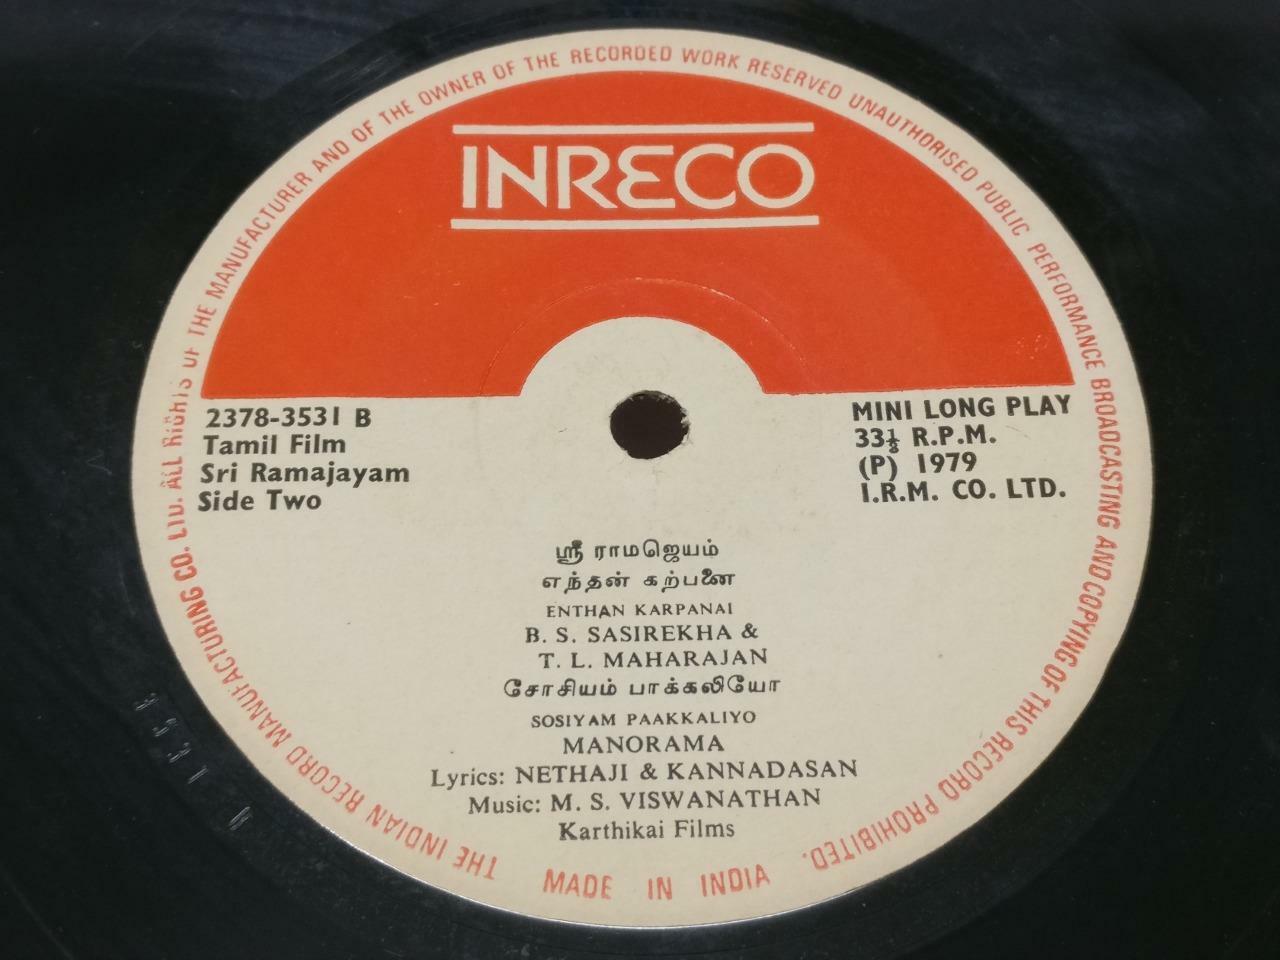 THE INDIAN RECORD MANUFACTURING CO. LTD. ALL RIGHTS OF THE MANUFACTURER AND OF THE OWNER OF THE RECORDED WORK RESERVED UNAUTHORISED PUBLIC PERFORMANCE BROADCASTING AND COPYING OF THIS RECORD PROHIBITED.
INRECO
2378-3531 B
Tamil Film
Sri Ramajayam
Side Two
MINI LONG PLAY
33⅓ R.P.M.
(P) 1979
I.R.M. CO. LTD.
ஸ்ரீ ராமஜெயம்
எந்தன் கற்பனை
ENTHAN KARPANAI
B. S. SASIREKHA &
T. L. MAHARAJAN
சோசியம் பாக்கலியோ
SOSIYAM PAAKKALIYO
MANORAMA
Lyrics: NETHAJI & KANNADASAN
Music: M. S. VISWANATHAN
Karthikai Films
MADE IN INDIA